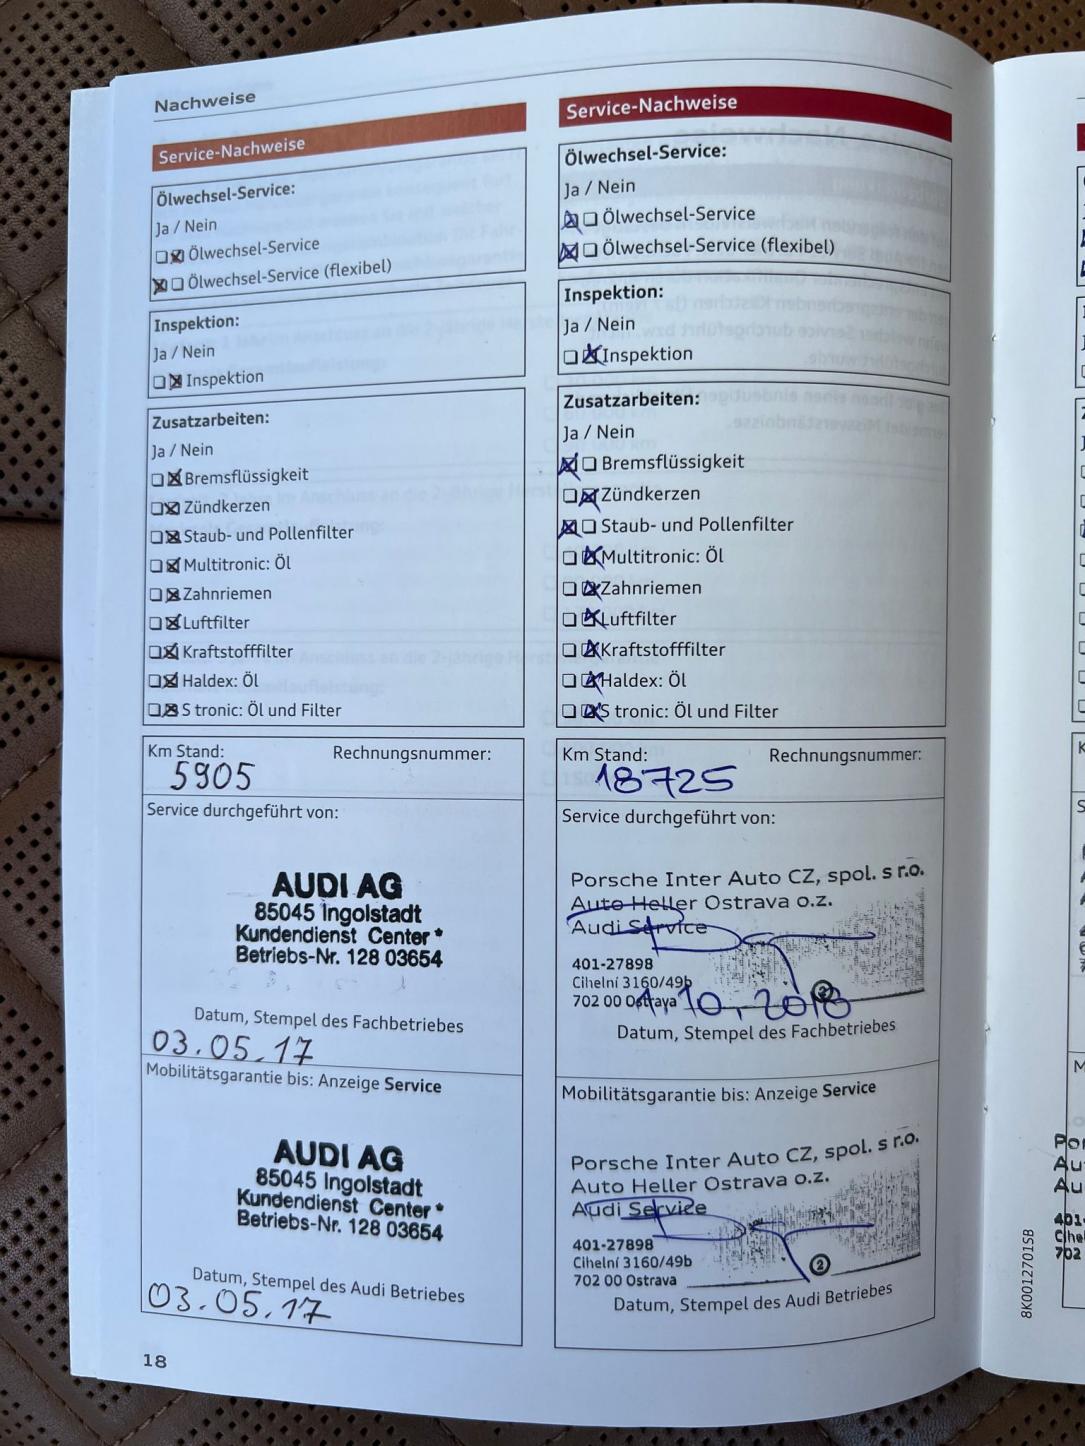 Nachweise
Service-Nachweise
Ölwechsel-Service:
Ja / Nein
Ölwechsel-Service
Ölwechsel-Service (flexibel)
Inspektion:
Ja / Nein
Inspektion
Zusatzarbeiten:
Ja / Nein
Bremsflüssigkeit
Zündkerzen
Staub- und Pollenfilter
Multitronic: Öl
Zahnriemen
Luftfilter
Kraftstofffilter
Haldex: Öl
S tronic: Öl und Filter
Km Stand: Rechnungsnummer:
5905
Service durchgeführt von:
AUDI AG
85045 Ingolstadt
Kundendienst Center *
Betriebs-Nr. 128 03654
Datum, Stempel des Fachbetriebes
03.05.17
Mobilitätsgarantie bis: Anzeige Service
AUDI AG
85045 Ingolstadt
Kundendienst Center *
Betriebs-Nr. 128 03654
Datum, Stempel des Audi Betriebes
03.05.17
18
Service-Nachweise
Ölwechsel-Service:
Ja / Nein
Ölwechsel-Service
Ölwechsel-Service (flexibel)
Inspektion:
Ja / Nein
Inspektion
Zusatzarbeiten:
Ja / Nein
Bremsflüssigkeit
Zündkerzen
Staub- und Pollenfilter
Multitronic: Öl
Zahnriemen
Luftfilter
Kraftstofffilter
Haldex: Öl
S tronic: Öl und Filter
Km Stand: Rechnungsnummer:
18725
Service durchgeführt von:
Porsche Inter Auto CZ, spol. s r.o.
Auto Heller Ostrava o.z.
Audi Service
401-27898
Cihelní 3160/49b
702 00 Ostrava
2
1.10.2018
Datum, Stempel des Fachbetriebes
Mobilitätsgarantie bis: Anzeige Service
Porsche Inter Auto CZ, spol. s r.o.
Auto Heller Ostrava o.z.
Audi Service
401-27898
Cihelní 3160/49b
702 00 Ostrava
2
Datum, Stempel des Audi Betriebes
8K0012701SB